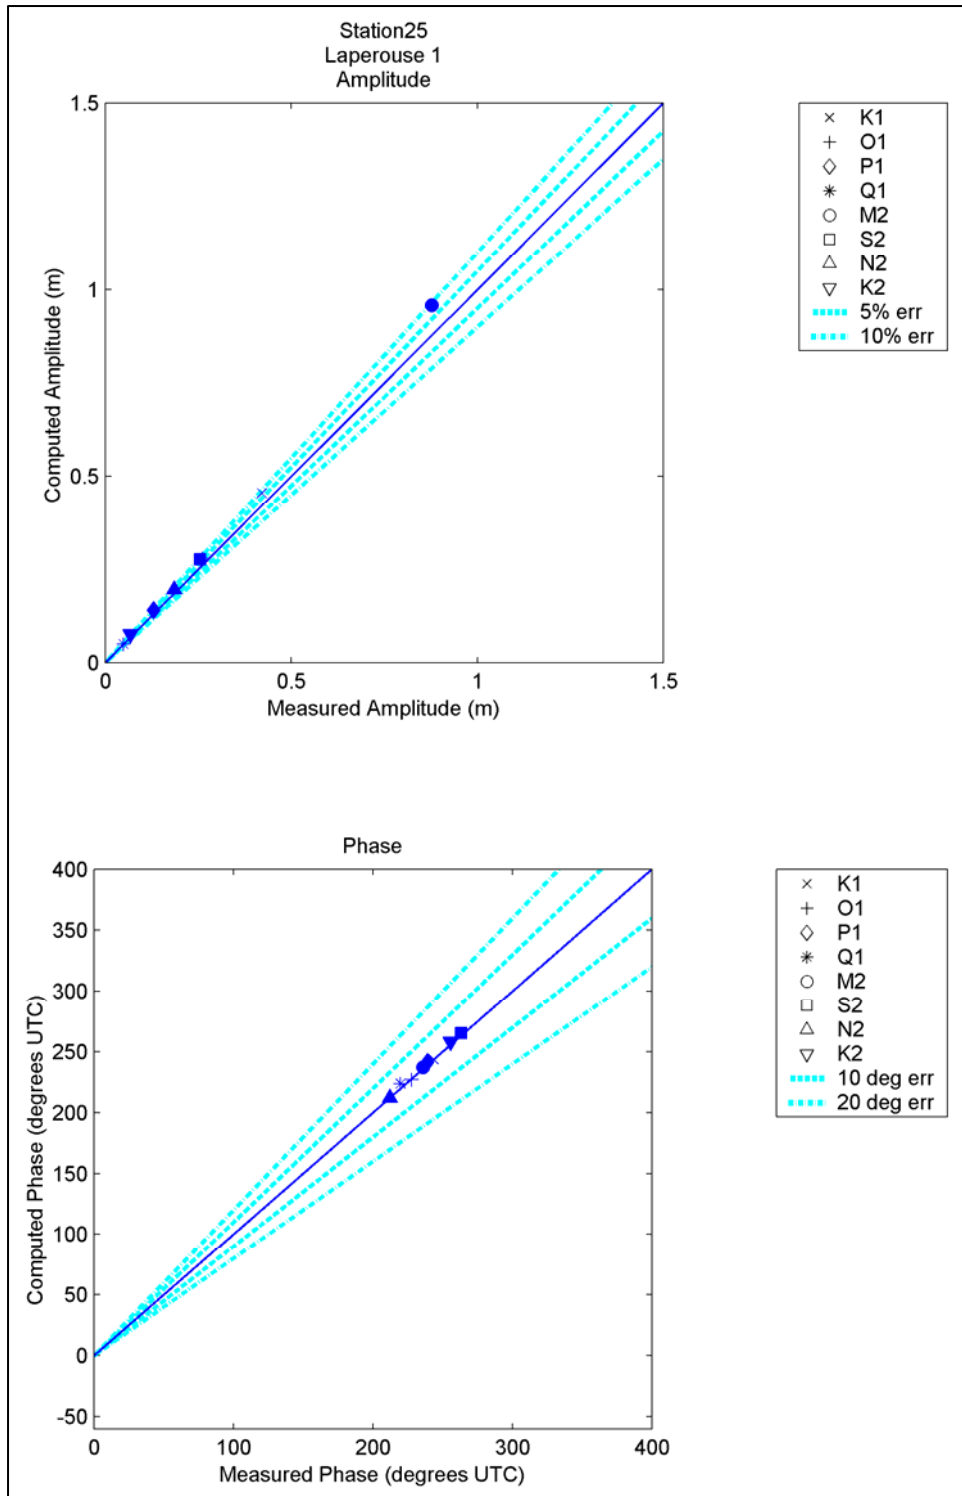 Station25
Laperouse 1
Amplitude
1.5
1
0.5
0
Computed Amplitude (m)
0
0.5
1
1.5
Measured Amplitude (m)
K1
O1
P1
Q1
M2
S2
N2
K2
5% err
10% err
Phase
400
350
300
250
200
150
100
50
0
-50
Computed Phase (degrees UTC)
0
100
200
300
400
Measured Phase (degrees UTC)
K1
O1
P1
Q1
M2
S2
N2
K2
10 deg err
20 deg err